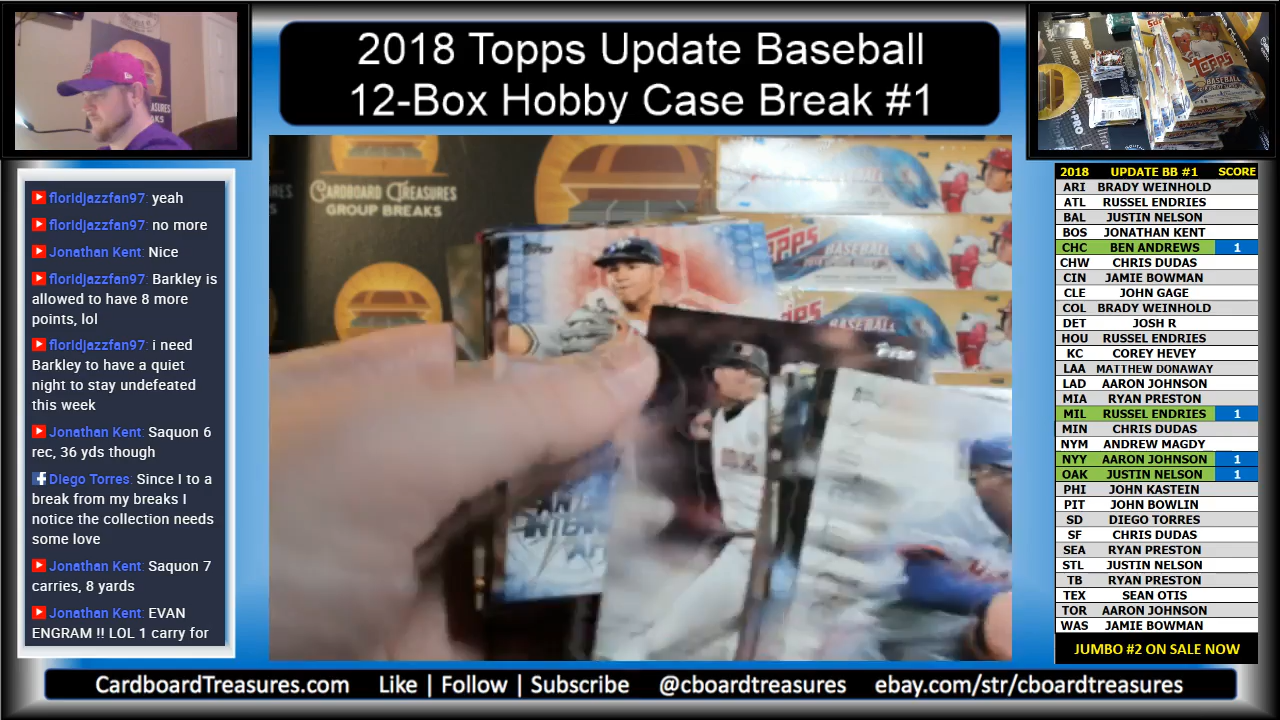 2018 Topps Update Baseball
12-Box Hobby Case Break #1
floridjazzfan97: yeah
floridjazzfan97: no more
Jonathan Kent: Nice
floridjazzfan97: Barkley is
allowed to have 8 more
points, lol
floridjazzfan97: i need
Barkley to have a quiet
night to stay undefeated
this week
Jonathan Kent: Saquon 6
rec, 36 yds though
Diego Torres: Since I to a
break from my breaks I
notice the collection needs
some love
Jonathan Kent: Saquon 7
carries, 8 yards
Jonathan Kent: EVAN
ENGRAM !! LOL 1 carry for
CARDBOARD TREASURES
GROUP BREAKS
Topps
TOPPS
BASEBALL
BASEBALL
Topps
BASEBALL
2018 UPDATE BB #1 SCORE
ARI BRADY WEINHOLD
ATL RUSSEL ENDRIES
BAL JUSTIN NELSON
BOS JONATHAN KENT
CHC BEN ANDREWS 1
CHW CHRIS DUDAS
CIN JAMIE BOWMAN
CLE JOHN GAGE
COL BRADY WEINHOLD
DET JOSH R
HOU RUSSEL ENDRIES
KC COREY HEVEY
LAA MATTHEW DONAWAY
LAD AARON JOHNSON
MIA RYAN PRESTON
MIL RUSSEL ENDRIES 1
MIN CHRIS DUDAS
NYM ANDREW MAGDY
NYY AARON JOHNSON 1
OAK JUSTIN NELSON 1
PHI JOHN KASTEIN
PIT JOHN BOWLIN
SD DIEGO TORRES
SF CHRIS DUDAS
SEA RYAN PRESTON
STL JUSTIN NELSON
TB RYAN PRESTON
TEX SEAN OTIS
TOR AARON JOHNSON
WAS JAMIE BOWMAN
JUMBO #2 ON SALE NOW
CardboardTreasures.com Like | Follow | Subscribe @cboardtreasures ebay.com/str/cboardtreasures